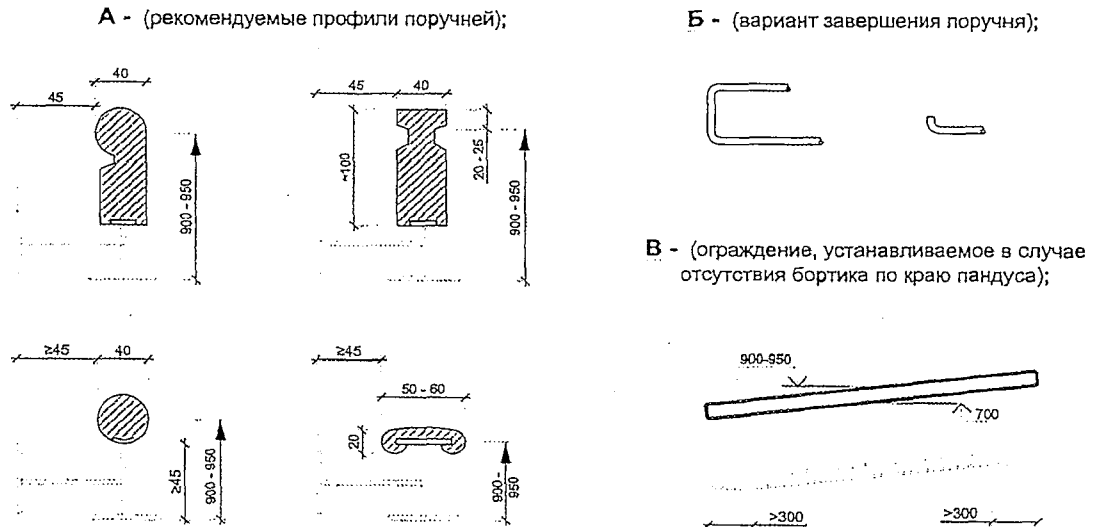 А - (рекомендуемые профили поручней);
40
45
≈100
900 - 950
45
40
20 - 25
900 - 950
≥45
40
≥45
900 - 950
≥45
50 - 60
20
900-
950
Б - (вариант завершения поручня);
В - (ограждение, устанавливаемое в случае
отсутствия бортика по краю пандуса);
900-950
700
>300
>300